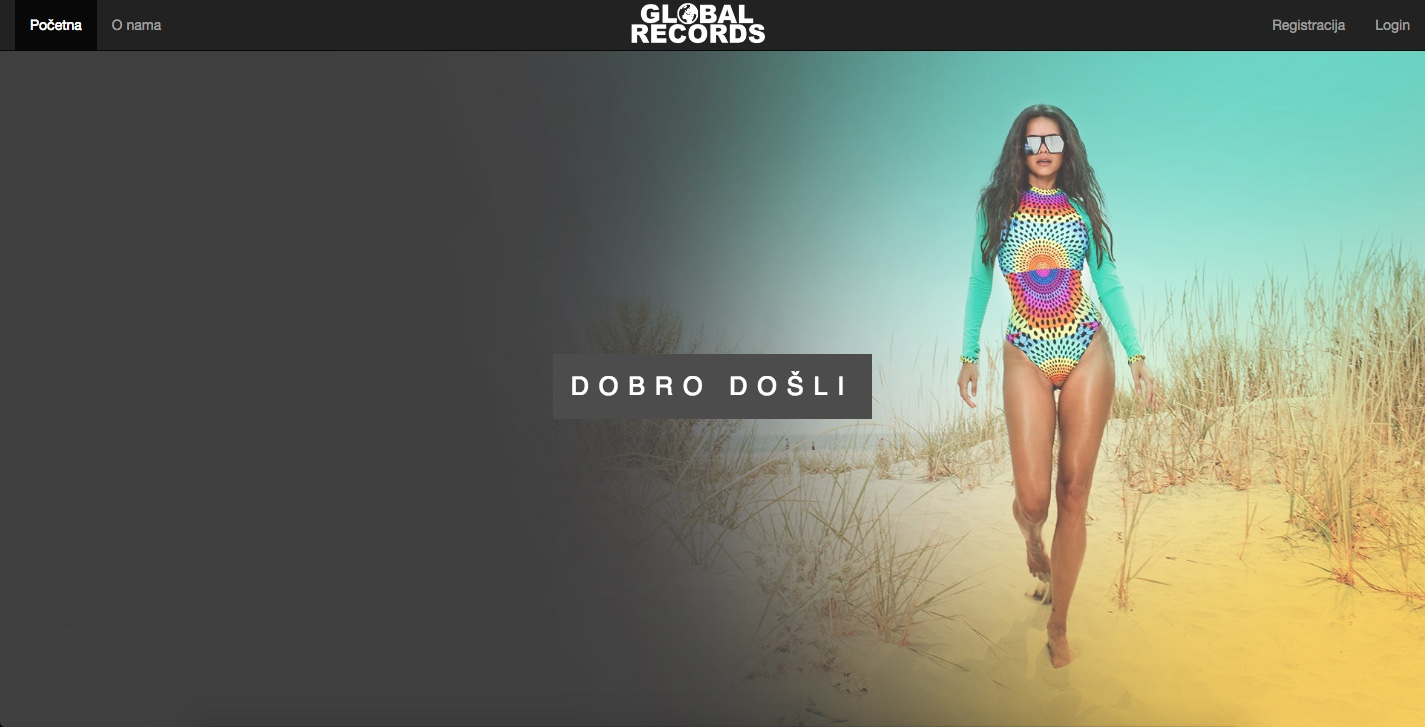 Početna
O nama
GLOBAL
RECORDS
Registracija
Login
DOBRO DOŠLI